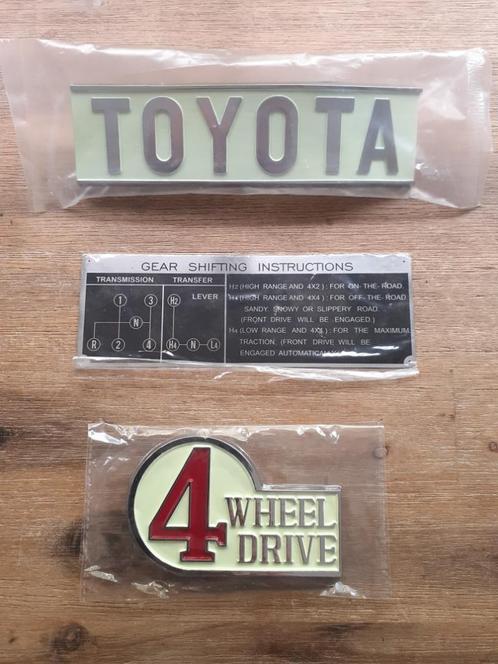 TOYOTA
GEAR SHIFTING INSTRUCTIONS
TRANSMISSION TRANSFER
LEVER
1 3 H2
N
R 2 4 H4 N L4
H2 (HIGH RANGE AND 4X2) : FOR ON-THE-ROAD.
H4 (HIGH RANGE AND 4X4) : FOR OFF-THE-ROAD
SANDY, SNOWY OR SLIPPERY ROAD.
(FRONT DRIVE WILL BE ENGAGED.)
H4 (LOW RANGE AND 4X4) : FOR THE MAXIMUM
TRACTION. (FRONT DRIVE WILL BE
ENGAGED AUTOMATICALLY.)
4 WHEEL
DRIVE